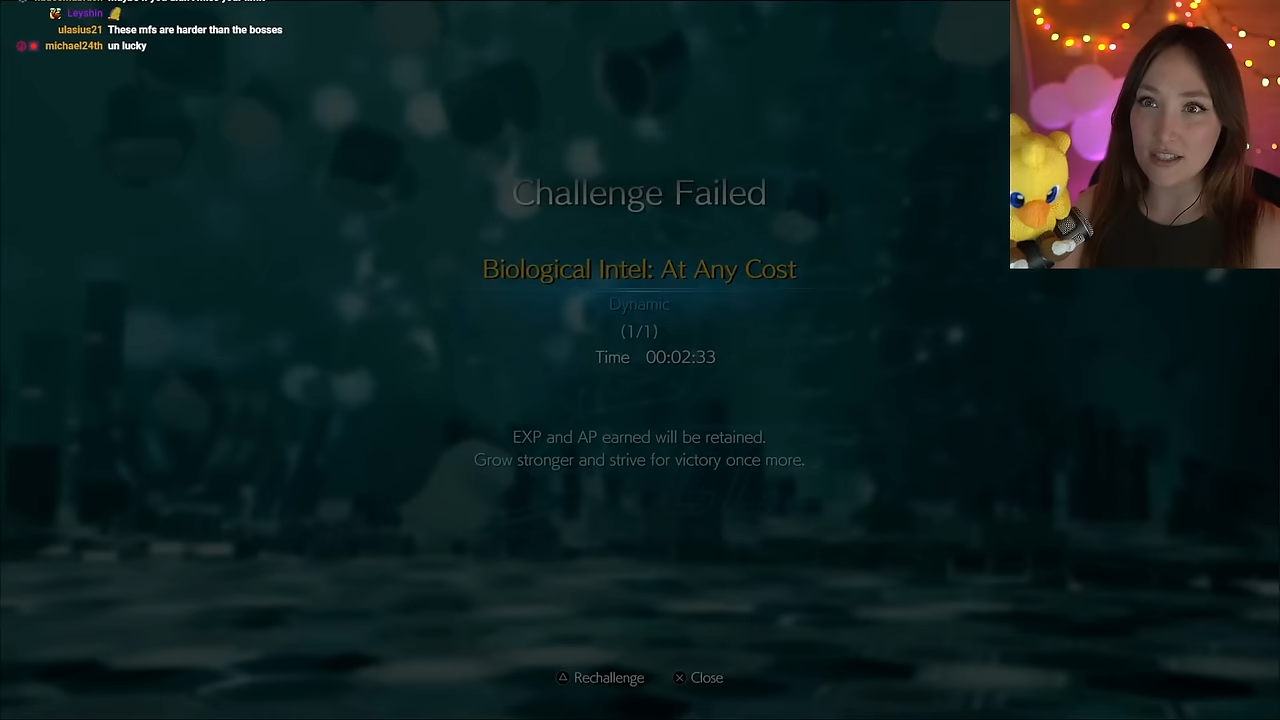 Leyshin
ulasius21 These mfs are harder than the bosses
michael24th un lucky
Challenge Failed
Biological Intel: At Any Cost
Dynamic
(1/1)
Time 00:02:33
EXP and AP earned will be retained.
Grow stronger and strive for victory once more.
Rechallenge Close